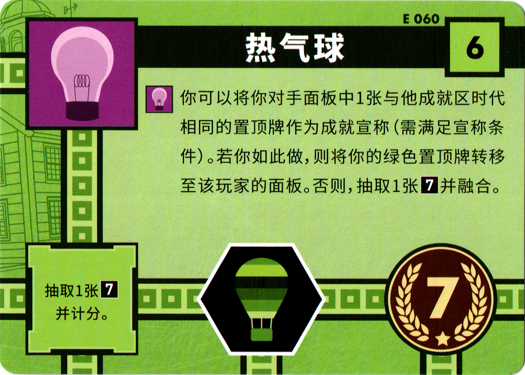 E 060
热气球
6
你可以将你对手面板中1张与他成就区时代
相同的置顶牌作为成就宣称（需满足宣称条
件）。若你如此做，则将你的绿色置顶牌转移
至该玩家的面板。否则，抽取1张7并融合。
抽取1张7
并计分。
7